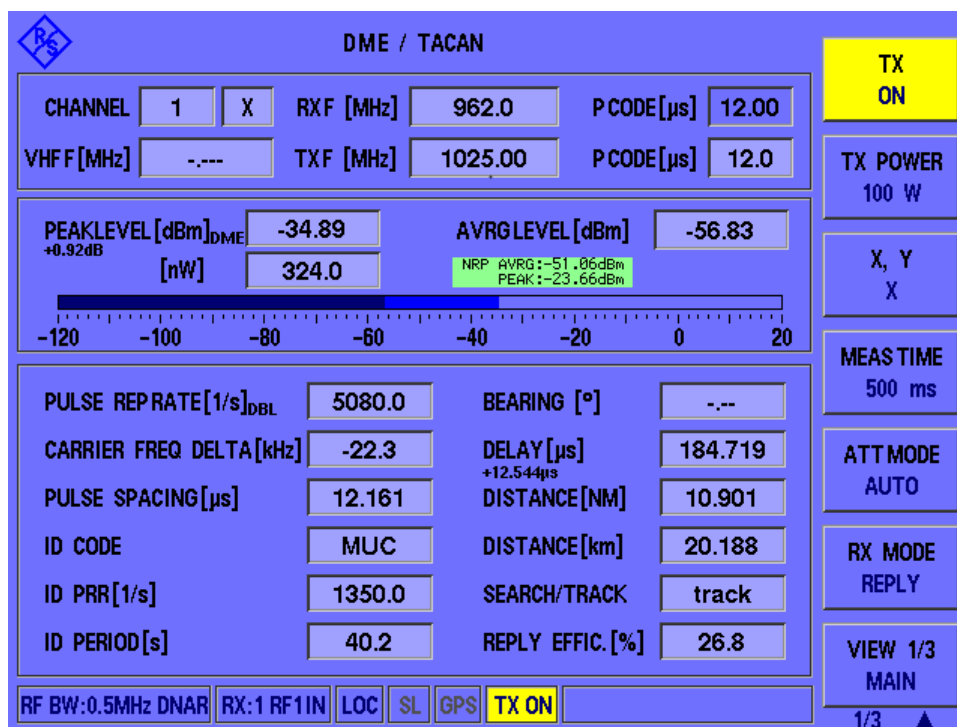 R/S
DME / TACAN
CHANNEL 1 X RXF [MHz] 962.0 P CODE[µs] 12.00
VHF F[MHz] -.--- TXF [MHz] 1025.00 P CODE[µs] 12.0
PEAKLEVEL[dBm]DME -34.89 AVRGLEVEL[dBm] -56.83
+0.92dB
[nW] 324.0 NRP AVRG:-51.06dBm
PEAK:-23.66dBm
-120 -100 -80 -60 -40 -20 0 20
PULSE REP RATE[1/s]DBL 5080.0 BEARING [°] -.--
CARRIER FREQ DELTA[kHz] -22.3 DELAY[µs] 184.719
+12.544µs
PULSE SPACING[µs] 12.161 DISTANCE[NM] 10.901
ID CODE MUC DISTANCE[km] 20.188
ID PRR[1/s] 1350.0 SEARCH/TRACK track
ID PERIOD[s] 40.2 REPLY EFFIC.[%] 26.8
RF BW:0.5MHz DNAR RX:1 RF1IN LOC SL GPS TX ON
TX
ON
TX POWER
100 W
X, Y
X
MEAS TIME
500 ms
ATT MODE
AUTO
RX MODE
REPLY
VIEW 1/3
MAIN
1/3